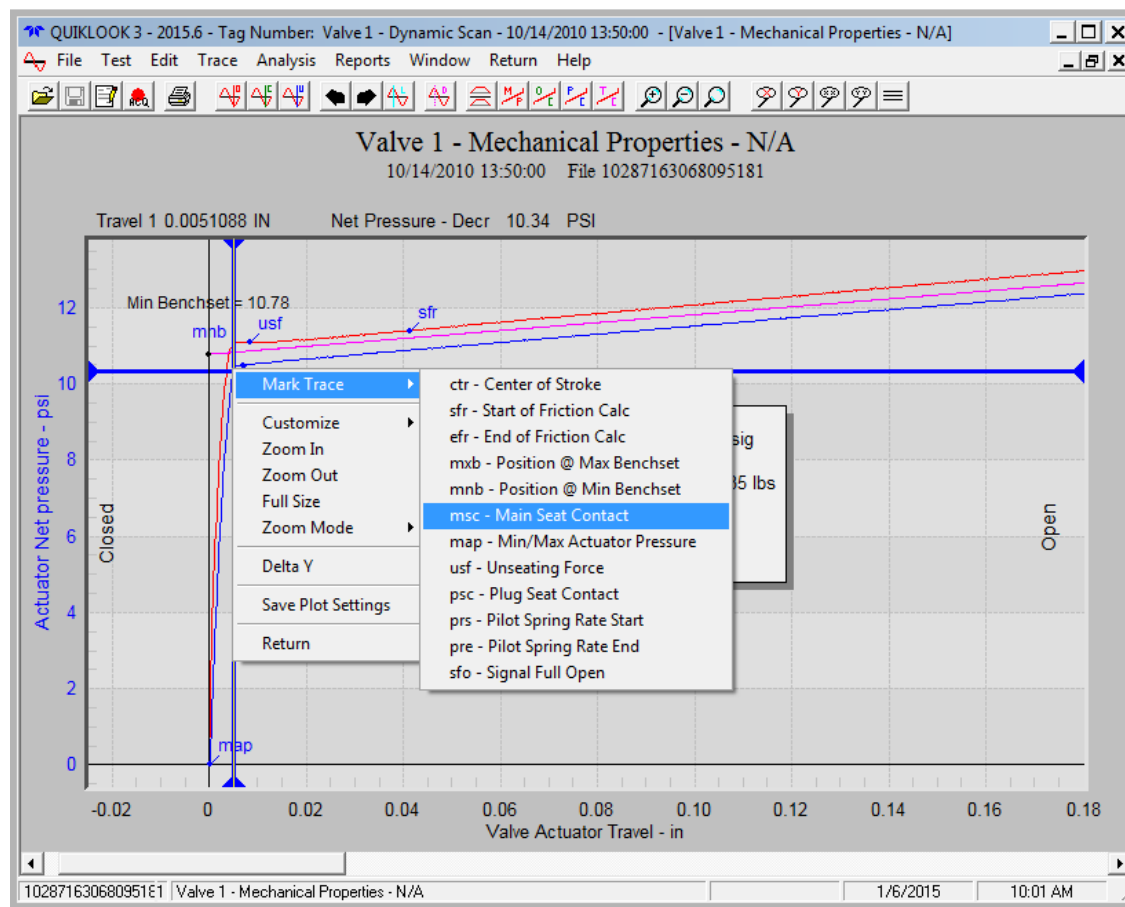 QUIKLOOK 3 - 2015.6 - Tag Number: Valve 1 - Dynamic Scan - 10/14/2010 13:50:00 - [Valve 1 - Mechanical Properties - N/A]
File Test Edit Trace Analysis Reports Window Return Help
Valve 1 - Mechanical Properties - N/A
10/14/2010 13:50:00 File 10287163068095181
Travel 1 0.0051088 IN Net Pressure - Decr 10.34 PSI
Min Benchset = 10.78
mnb
usf
sfr
map
Closed
Open
Actuator Net pressure - psi
12
10
8
6
4
2
0
Mark Trace
Customize
Zoom In
Zoom Out
Full Size
Zoom Mode
Delta Y
Save Plot Settings
Return
ctr - Center of Stroke
sfr - Start of Friction Calc
efr - End of Friction Calc
mxb - Position @ Max Benchset
mnb - Position @ Min Benchset
msc - Main Seat Contact
map - Min/Max Actuator Pressure
usf - Unseating Force
psc - Plug Seat Contact
prs - Pilot Spring Rate Start
pre - Pilot Spring Rate End
sfo - Signal Full Open
sig
35 lbs
-0.02 0 0.02 0.04 0.06 0.08 0.10 0.12 0.14 0.16 0.18
Valve Actuator Travel - in
10287163068095181 Valve 1 - Mechanical Properties - N/A 1/6/2015 10:01 AM